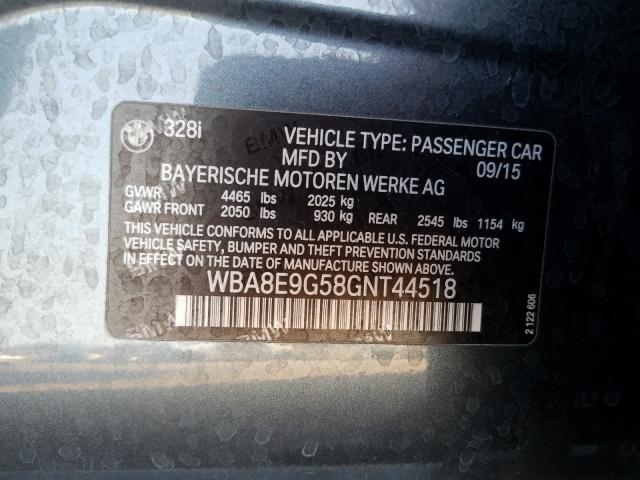 328i VEHICLE TYPE: PASSENGER CAR
MFD BY 09/15
BAYERISCHE MOTOREN WERKE AG
GVWR 4465 lbs 2025 kg
GAWR FRONT 2050 lbs 930 kg REAR 2545 lbs 1154 kg
THIS VEHICLE CONFORMS TO ALL APPLICABLE U.S. FEDERAL MOTOR
VEHICLE SAFETY, BUMPER AND THEFT PREVENTION STANDARDS
IN EFFECT ON THE DATE OF MANUFACTURE SHOWN ABOVE.
WBA8E9G58GNT44518
2 122 606